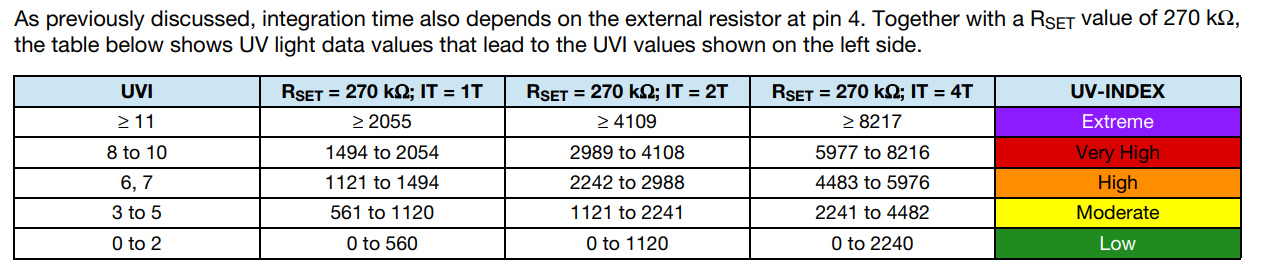 As previously discussed, integration time also depends on the external resistor at pin 4. Together with a RSET value of 270 kΩ,
the table below shows UV light data values that lead to the UVI values shown on the left side.
UVI RSET = 270 kΩ; IT = 1T RSET = 270 kΩ; IT = 2T RSET = 270 kΩ; IT = 4T UV-INDEX
≥ 11 ≥ 2055 ≥ 4109 ≥ 8217 Extreme
8 to 10 1494 to 2054 2989 to 4108 5977 to 8216 Very High
6, 7 1121 to 1494 2242 to 2988 4483 to 5976 High
3 to 5 561 to 1120 1121 to 2241 2241 to 4482 Moderate
0 to 2 0 to 560 0 to 1120 0 to 2240 Low